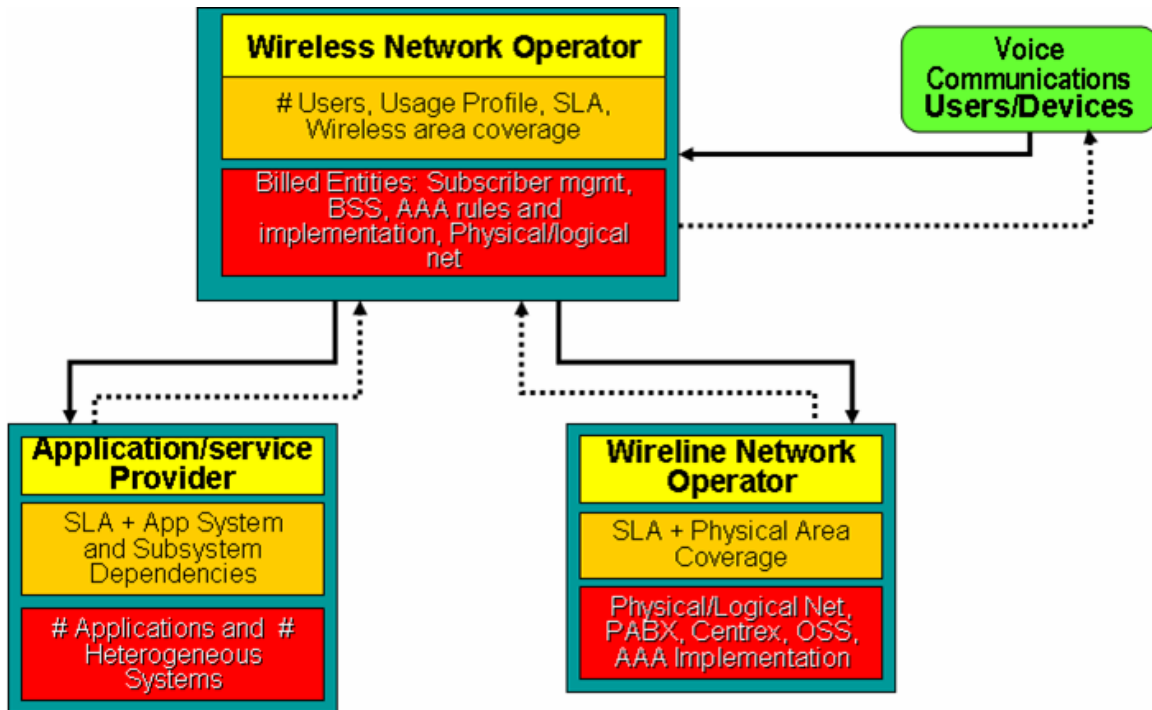 Wireless Network Operator
# Users, Usage Profile, SLA,
Wireless area coverage
Billed Entities: Subscriber mgmt,
BSS, AAA rules and
implementation, Physical/logical
net
Voice
Communications
Users/Devices
Application/service
Provider
SLA + App System
and Subsystem
Dependencies
# Applications and #
Heterogeneous
Systems
Wireline Network
Operator
SLA + Physical Area
Coverage
Physical/Logical Net,
PABX, Centrex, OSS,
AAA Implementation